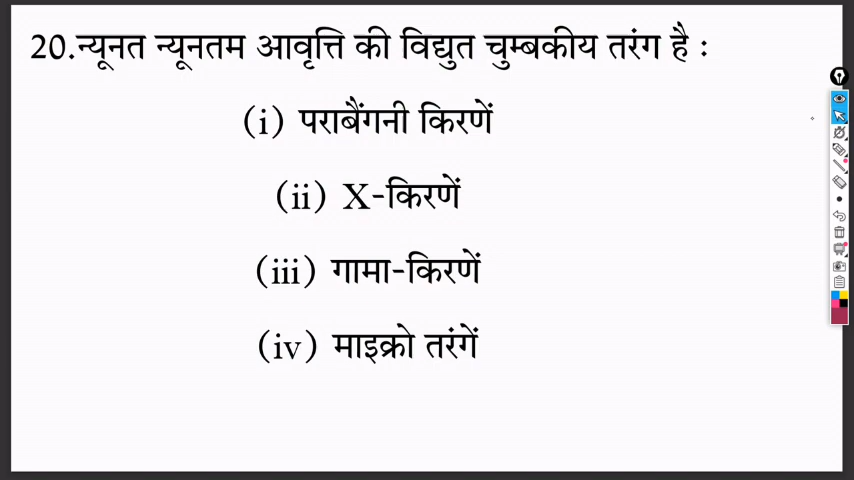 20.न्यूनत न्यूनतम आवृत्ति की विद्युत चुम्बकीय तरंग है :
(i) पराबैंगनी किरणें
(ii) X-किरणें
(iii) गामा-किरणें
(iv) माइक्रो तरंगें